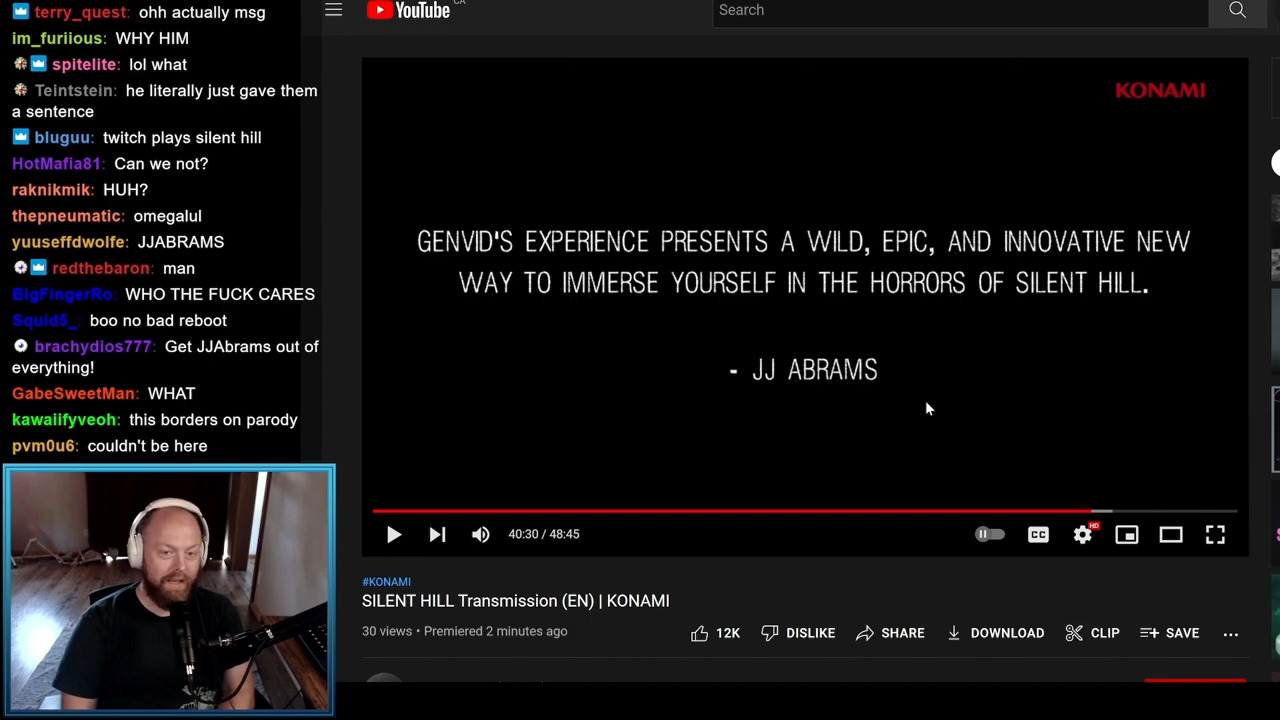 terry_quest: ohh actually msg
im_furiious: WHY HIM
spitelite: lol what
Teintstein: he literally just gave them
a sentence
bluguu: twitch plays silent hill
HotMafia81: Can we not?
raknikmik: HUH?
thepneumatic: omegalul
yuuseffdwolfe: JJABRAMS
redthebaron: man
BigFingerRo: WHO THE FUCK CARES
Squid5_: boo no bad reboot
brachydios777: Get JJAbrams out of
everything!
GabeSweetMan: WHAT
kawaiifyveoh: this borders on parody
pvm0u6: couldn't be here
YouTube CA
Search
KONAMI
GENVID'S EXPERIENCE PRESENTS A WILD, EPIC, AND INNOVATIVE NEW
WAY TO IMMERSE YOURSELF IN THE HORRORS OF SILENT HILL.
- JJ ABRAMS
40:30 / 48:45
CC
HD
#KONAMI
SILENT HILL Transmission (EN) | KONAMI
30 views • Premiered 2 minutes ago
12K DISLIKE SHARE DOWNLOAD CLIP SAVE ...